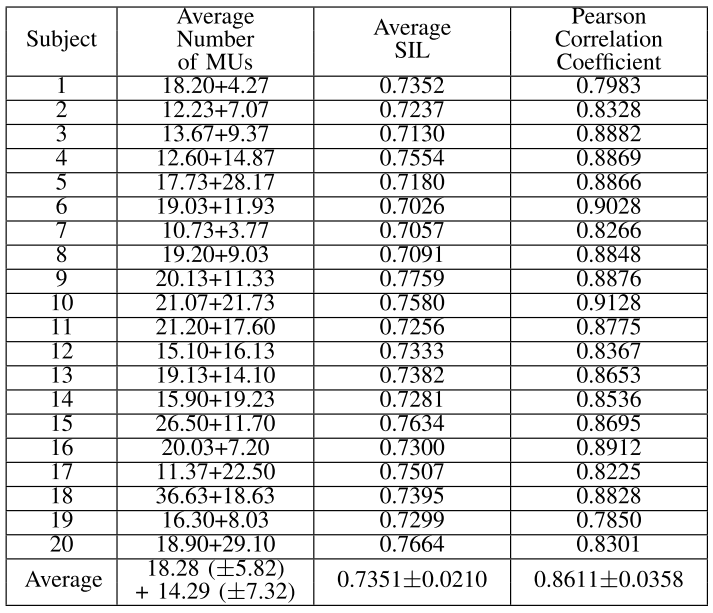 Subject Average Number of MUs Average SIL Pearson Correlation Coefficient
1 18.20+4.27 0.7352 0.7983
2 12.23+7.07 0.7237 0.8328
3 13.67+9.37 0.7130 0.8882
4 12.60+14.87 0.7554 0.8869
5 17.73+28.17 0.7180 0.8866
6 19.03+11.93 0.7026 0.9028
7 10.73+3.77 0.7057 0.8266
8 19.20+9.03 0.7091 0.8848
9 20.13+11.33 0.7759 0.8876
10 21.07+21.73 0.7580 0.9128
11 21.20+17.60 0.7256 0.8775
12 15.10+16.13 0.7333 0.8367
13 19.13+14.10 0.7382 0.8653
14 15.90+19.23 0.7281 0.8536
15 26.50+11.70 0.7634 0.8695
16 20.03+7.20 0.7300 0.8912
17 11.37+22.50 0.7507 0.8225
18 36.63+18.63 0.7395 0.8828
19 16.30+8.03 0.7299 0.7850
20 18.90+29.10 0.7664 0.8301
Average 18.28 (±5.82) + 14.29 (±7.32) 0.7351±0.0210 0.8611±0.0358